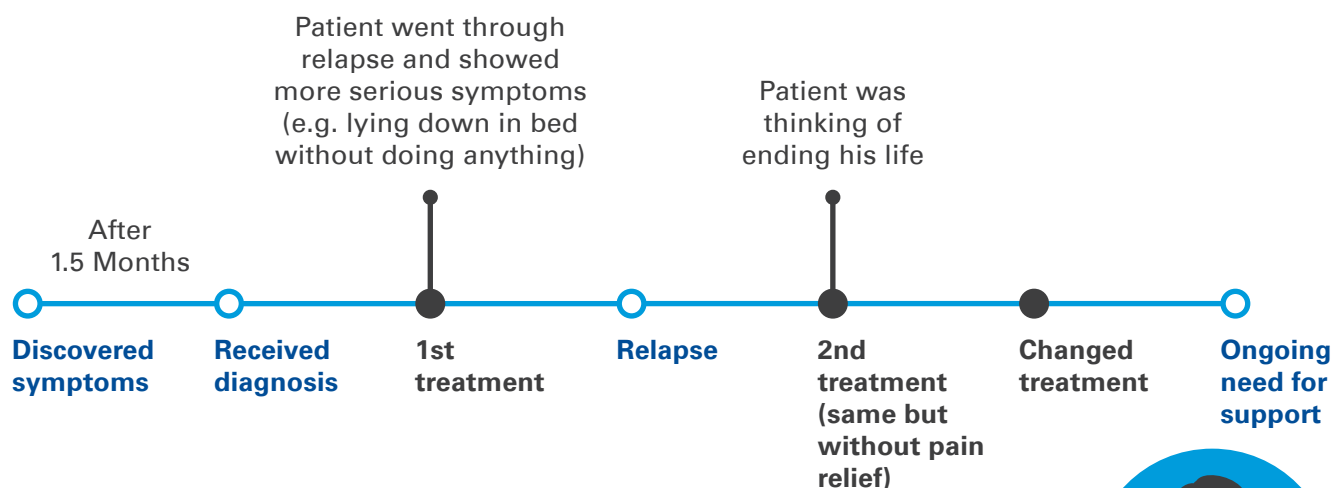 Patient went through
relapse and showed
more serious symptoms
(e.g. lying down in bed
without doing anything)
Patient was
thinking of
ending his life
After
1.5 Months
Discovered
symptoms
Received
diagnosis
1st
treatment
Relapse
2nd
treatment
(same but
without pain
relief)
Changed
treatment
Ongoing
need for
support